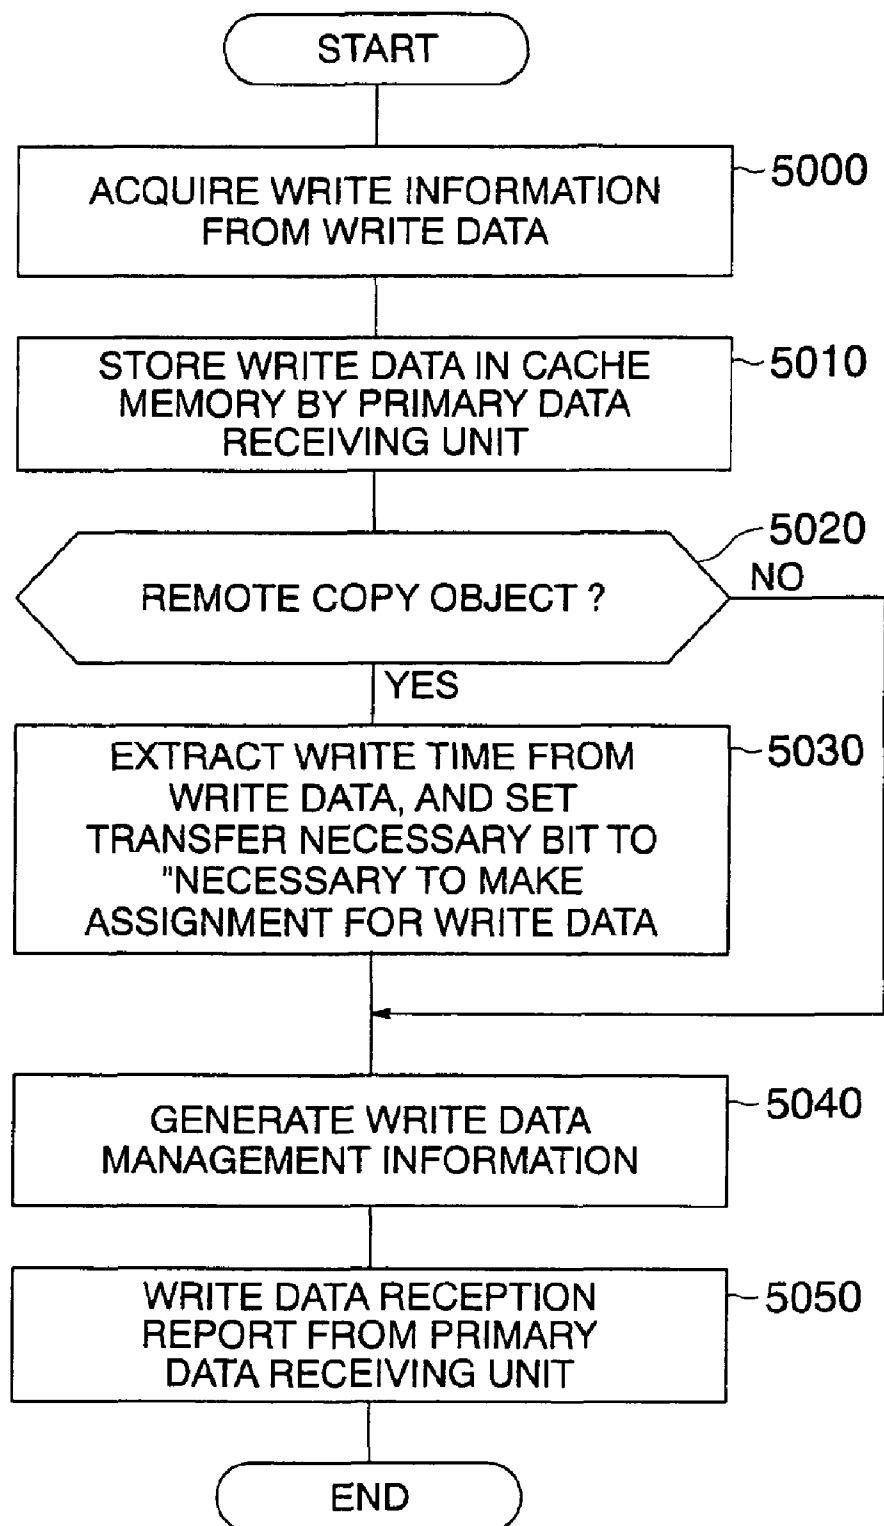 START
ACQUIRE WRITE INFORMATION
FROM WRITE DATA
5000
STORE WRITE DATA IN CACHE
MEMORY BY PRIMARY DATA
RECEIVING UNIT
5010
REMOTE COPY OBJECT ?
5020
NO
YES
EXTRACT WRITE TIME FROM
WRITE DATA, AND SET
TRANSFER NECESSARY BIT TO
"NECESSARY TO MAKE
ASSIGNMENT FOR WRITE DATA
5030
GENERATE WRITE DATA
MANAGEMENT INFORMATION
5040
WRITE DATA RECEPTION
REPORT FROM PRIMARY
DATA RECEIVING UNIT
5050
END